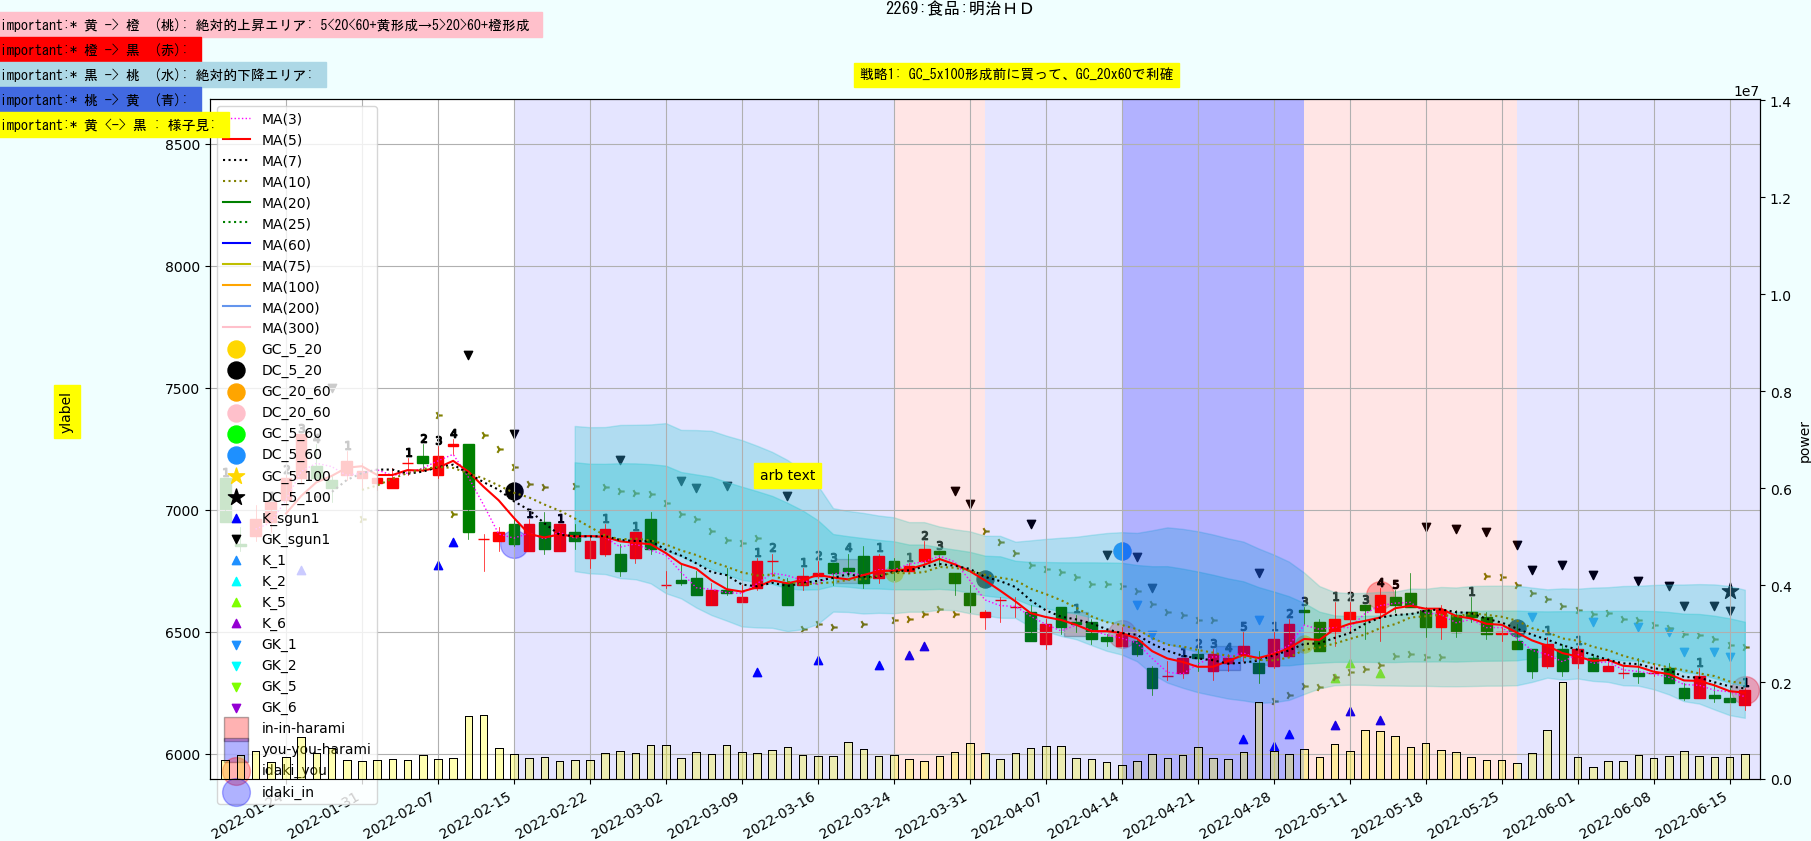 2269:食品:明治ＨＤ
important:* 黄 -> 橙 (桃): 絶対的上昇エリア: 5<20<60+黄形成→5>20>60+橙形成
important:* 橙 -> 黒 (赤):
important:* 黒 -> 桃 (水): 絶対的下降エリア:
important:* 桃 -> 黄 (青):
important:* 黄 <-> 黒 : 様子見:
戦略1: GC_5x100形成前に買って、GC_20x60で利確
1e7
MA(3)
MA(5)
MA(7)
MA(10)
MA(20)
MA(25)
MA(60)
MA(75)
MA(100)
MA(200)
MA(300)
GC_5_20
DC_5_20
GC_20_60
DC_20_60
GC_5_60
DC_5_60
GC_5_100
DC_5_100
K_sgun1
GK_sgun1
K_1
K_2
K_5
K_6
GK_1
GK_2
GK_5
GK_6
in-in-harami
you-you-harami
idaki_you
idaki_in
8500
8000
7500
7000
6500
6000
ylabel
arb text
1.4
1.2
1.0
0.8
0.6
0.4
0.2
0.0
power
2022-01-24
2022-01-31
2022-02-07
2022-02-15
2022-02-22
2022-03-02
2022-03-09
2022-03-16
2022-03-24
2022-03-31
2022-04-07
2022-04-14
2022-04-21
2022-04-28
2022-05-11
2022-05-18
2022-05-25
2022-06-01
2022-06-08
2022-06-15